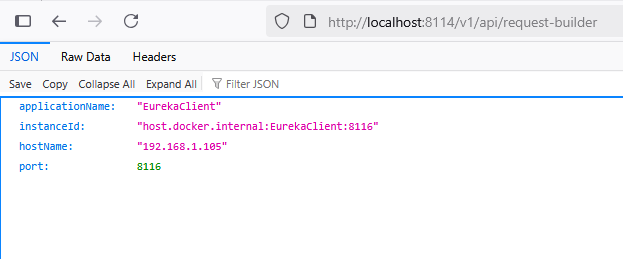 http://localhost:8114/v1/api/request-builder
JSON Raw Data Headers
Save Copy Collapse All Expand All Filter JSON
applicationName: "EurekaClient"
instanceId: "host.docker.internal:EurekaClient:8116"
hostName: "192.168.1.105"
port: 8116